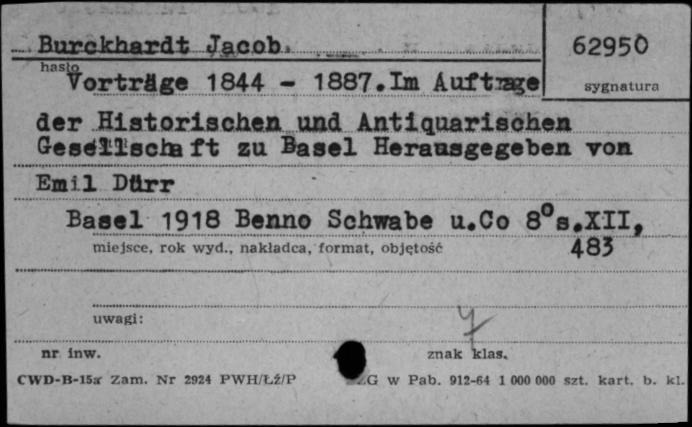 Burckhardt Jacob.
62950
hasło
sygnatura
Vorträge 1844 - 1887.Im Auftrage
der Historischen und Antiquarischen
Gesellschaft zu Basel Herausgegeben von
Emil Dürr
Basel 1918 Benno Schwabe u.Co 8° s.XII,
miejsce, rok wyd., nakładca, format, objętość
483
uwagi:
7
nr inw.
znak klas.
CWD-B-15a Zam. Nr 2924 PWH/Łź/P
w Pab. 912-64 1 000 000 szt. kart. b. kl.